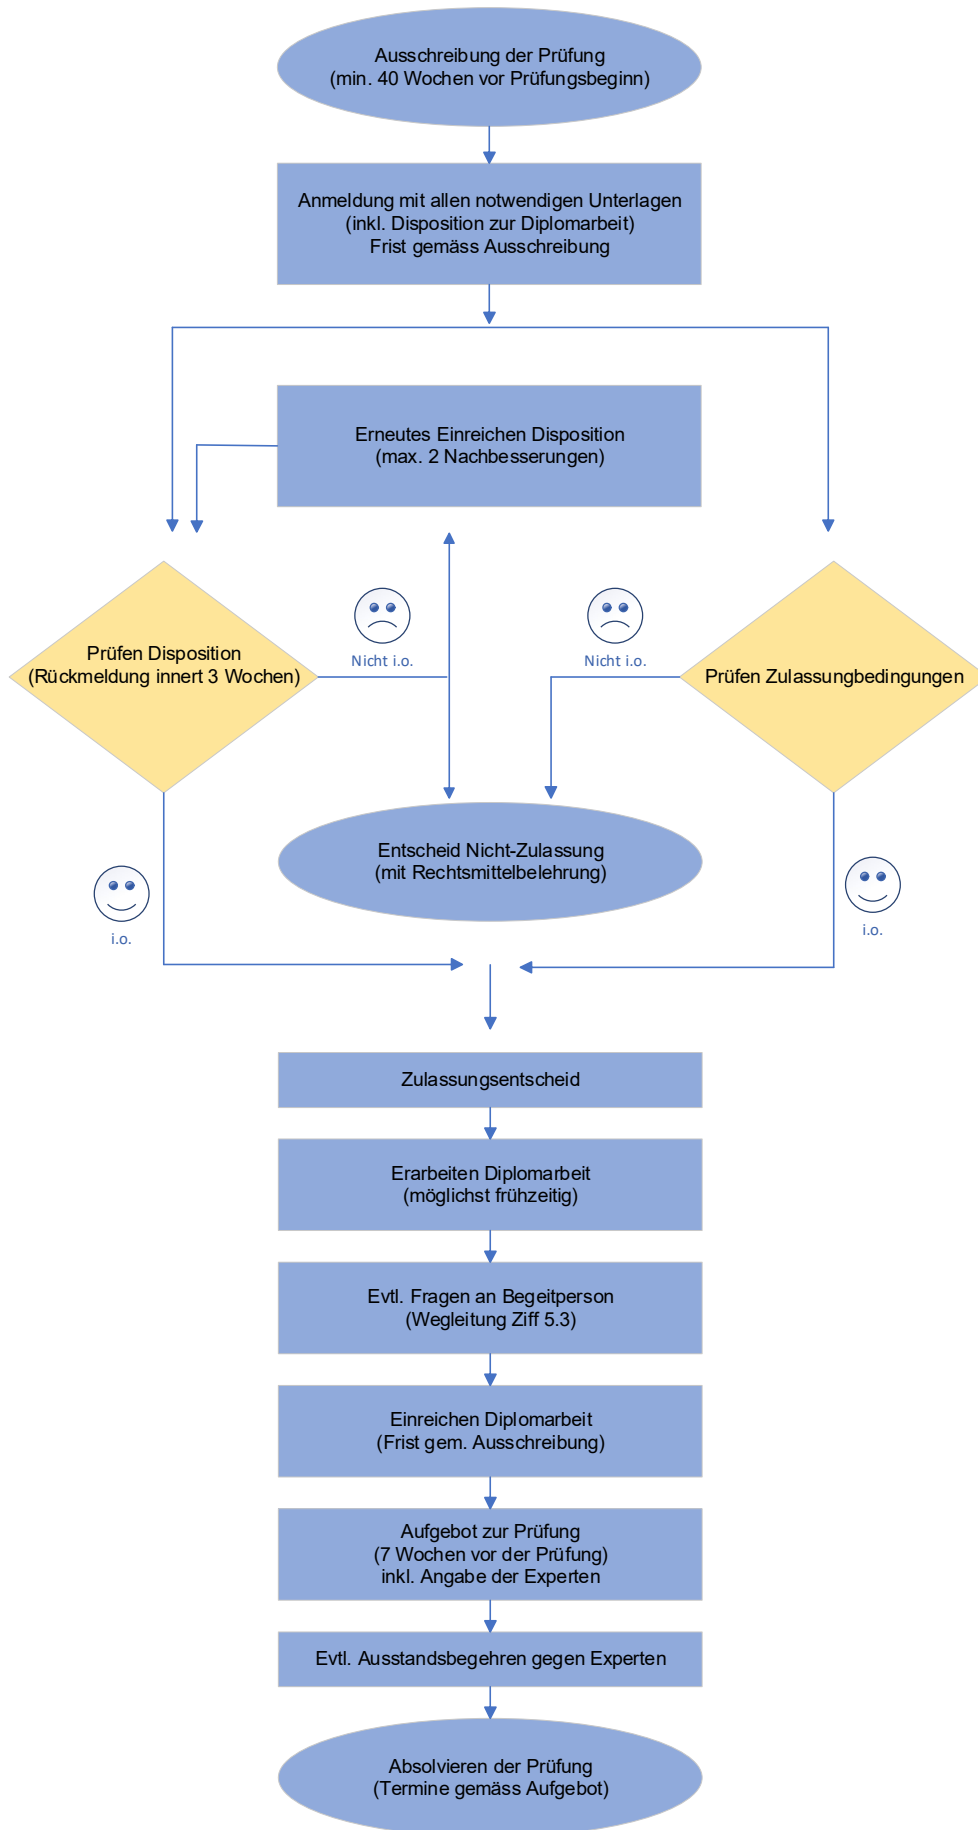 Ausschreibung der Prüfung
(min. 40 Wochen vor Prüfungsbeginn)
Anmeldung mit allen notwendigen Unterlagen
(inkl. Disposition zur Diplomarbeit)
Frist gemäss Ausschreibung
Erneutes Einreichen Disposition
(max. 2 Nachbesserungen)
Prüfen Disposition
(Rückmeldung innert 3 Wochen)
Nicht i.o.
Nicht i.o.
Prüfen Zulassungbedingungen
Entscheid Nicht-Zulassung
(mit Rechtsmittelbelehrung)
i.o.
i.o.
Zulassungsentscheid
Erarbeiten Diplomarbeit
(möglichst frühzeitig)
Evtl. Fragen an Begeitperson
(Wegleitung Ziff 5.3)
Einreichen Diplomarbeit
(Frist gem. Ausschreibung)
Aufgebot zur Prüfung
(7 Wochen vor der Prüfung)
inkl. Angabe der Experten
Evtl. Ausstandsbegehren gegen Experten
Absolvieren der Prüfung
(Termine gemäss Aufgebot)